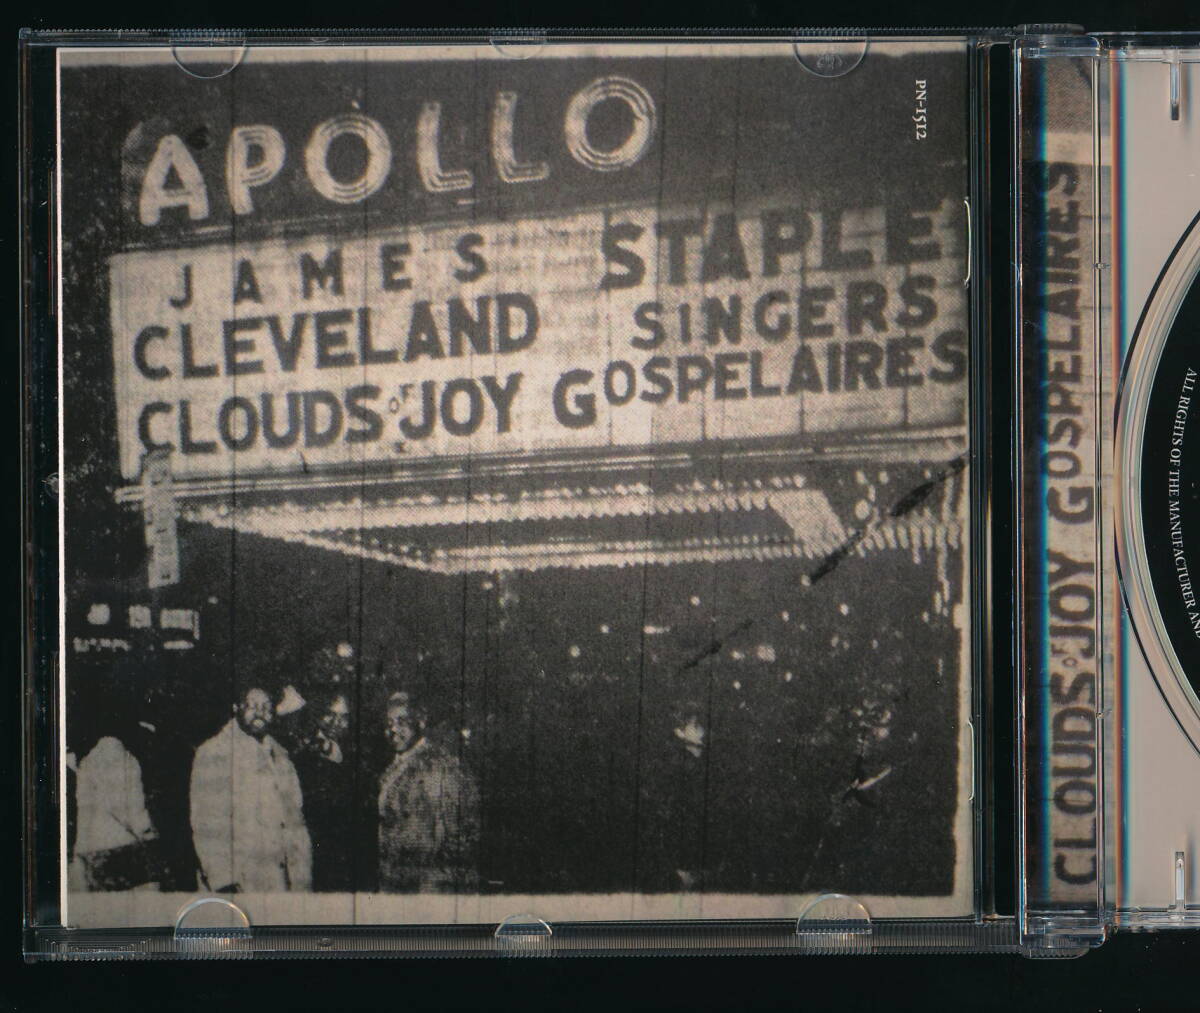 APOLLO
PN-1512
JAMES STAPLE
CLEVELAND SINGERS
CLOUDS OF JOY GOSPELAIRES
CLOUDS OF JOY GOSPELAIRES
ALL RIGHTS OF THE MANUFACTURER AN